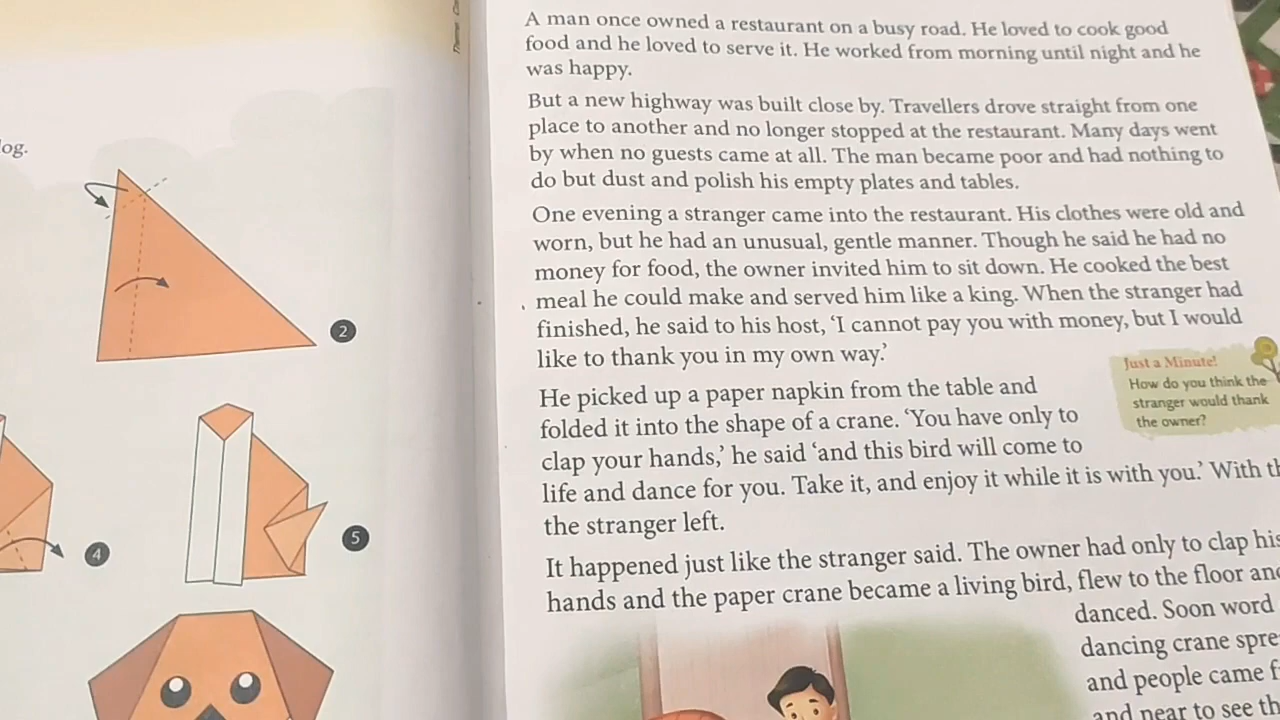 log.
2
4
5
A man once owned a restaurant on a busy road. He loved to cook good
food and he loved to serve it. He worked from morning until night and he
was happy.
But a new highway was built close by. Travellers drove straight from one
place to another and no longer stopped at the restaurant. Many days went
by when no guests came at all. The man became poor and had nothing to
do but dust and polish his empty plates and tables.
One evening a stranger came into the restaurant. His clothes were old and
worn, but he had an unusual, gentle manner. Though he said he had no
money for food, the owner invited him to sit down. He cooked the best
meal he could make and served him like a king. When the stranger had
finished, he said to his host, ‘I cannot pay you with money, but I would
like to thank you in my own way.’
He picked up a paper napkin from the table and
folded it into the shape of a crane. ‘You have only to
clap your hands,’ he said ‘and this bird will come to
life and dance for you. Take it, and enjoy it while it is with you.’ With
the stranger left.
Just a Minute!
How do you think the
stranger would thank
the owner?
It happened just like the stranger said. The owner had only to clap his
hands and the paper crane became a living bird, flew to the floor and
danced. Soon word
dancing crane
and people came
and near to see